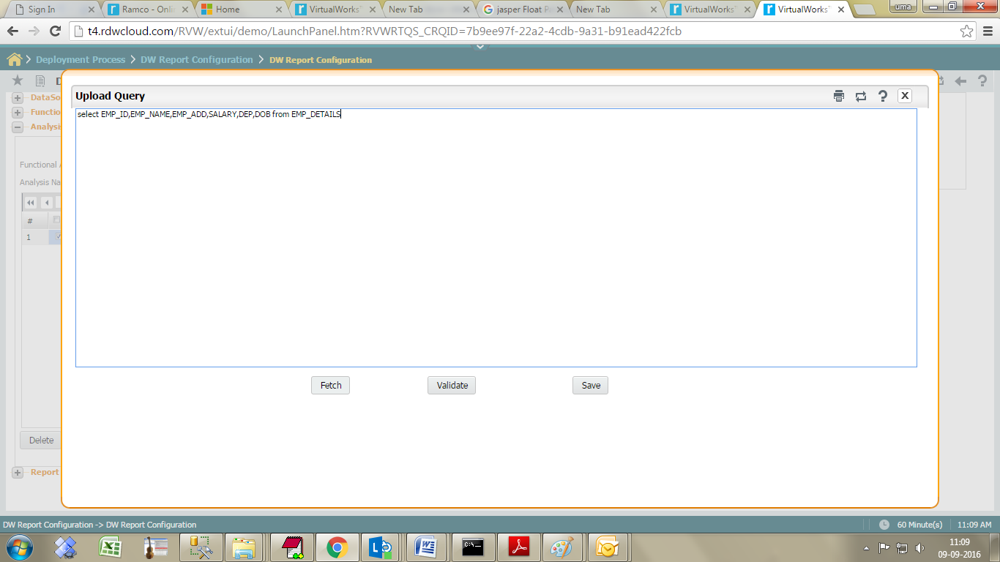 Sign In
Ramco - Onli
Home
VirtualWorks
New Tab
jasper Float P
New Tab
VirtualWorks
VirtualWorks
uma
t4.rdwcloud.com/RVW/extui/demo/LaunchPanel.htm?RVWRTQS_CRQID=7b9ee97f-22a2-4cdb-9a31-b91ead422fcb
Deployment Process > DW Report Configuration > DW Report Configuration
D
DataSo
Functio
Analysi
Functional A
Analysis Na
#
1
Delete
Report
Upload Query
select EMP_ID,EMP_NAME,EMP_ADD,SALARY,DEP,DOB from EMP_DETAILS
Fetch
Validate
Save
DW Report Configuration -> DW Report Configuration
60 Minute(s)
11:09 AM
11:09
09-09-2016